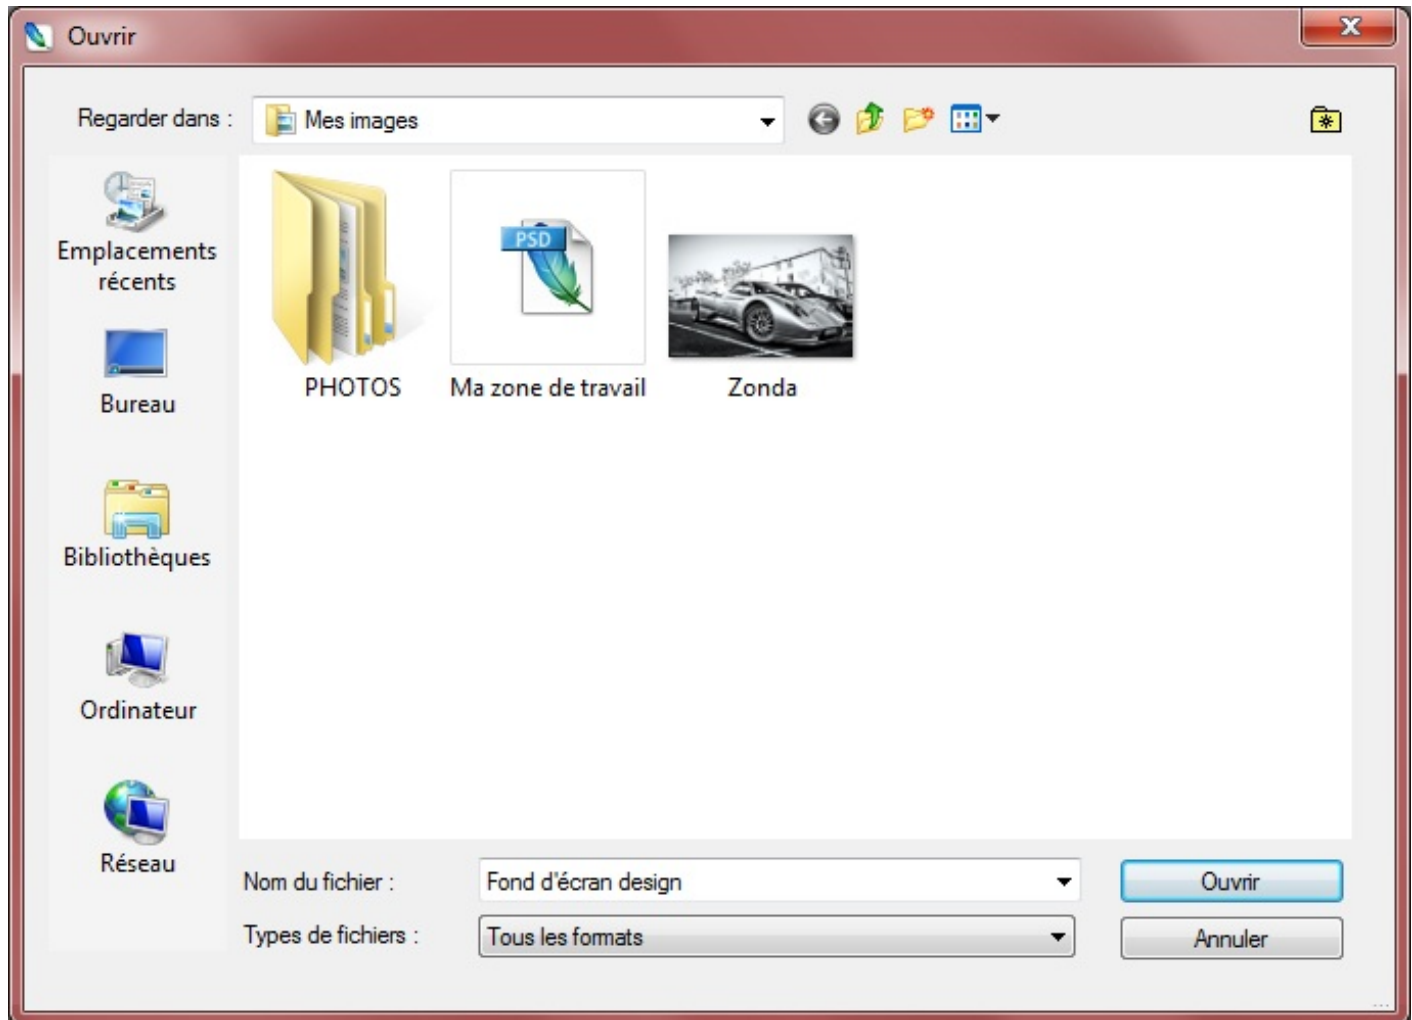 Ouvrir
Regarder dans :
Mes images
Emplacements
récents
Bureau
Bibliothèques
Ordinateur
Réseau
PHOTOS
PSD
Ma zone de travail
Zonda
Nom du fichier :
Fond d'écran design
Ouvrir
Types de fichiers :
Tous les formats
Annuler